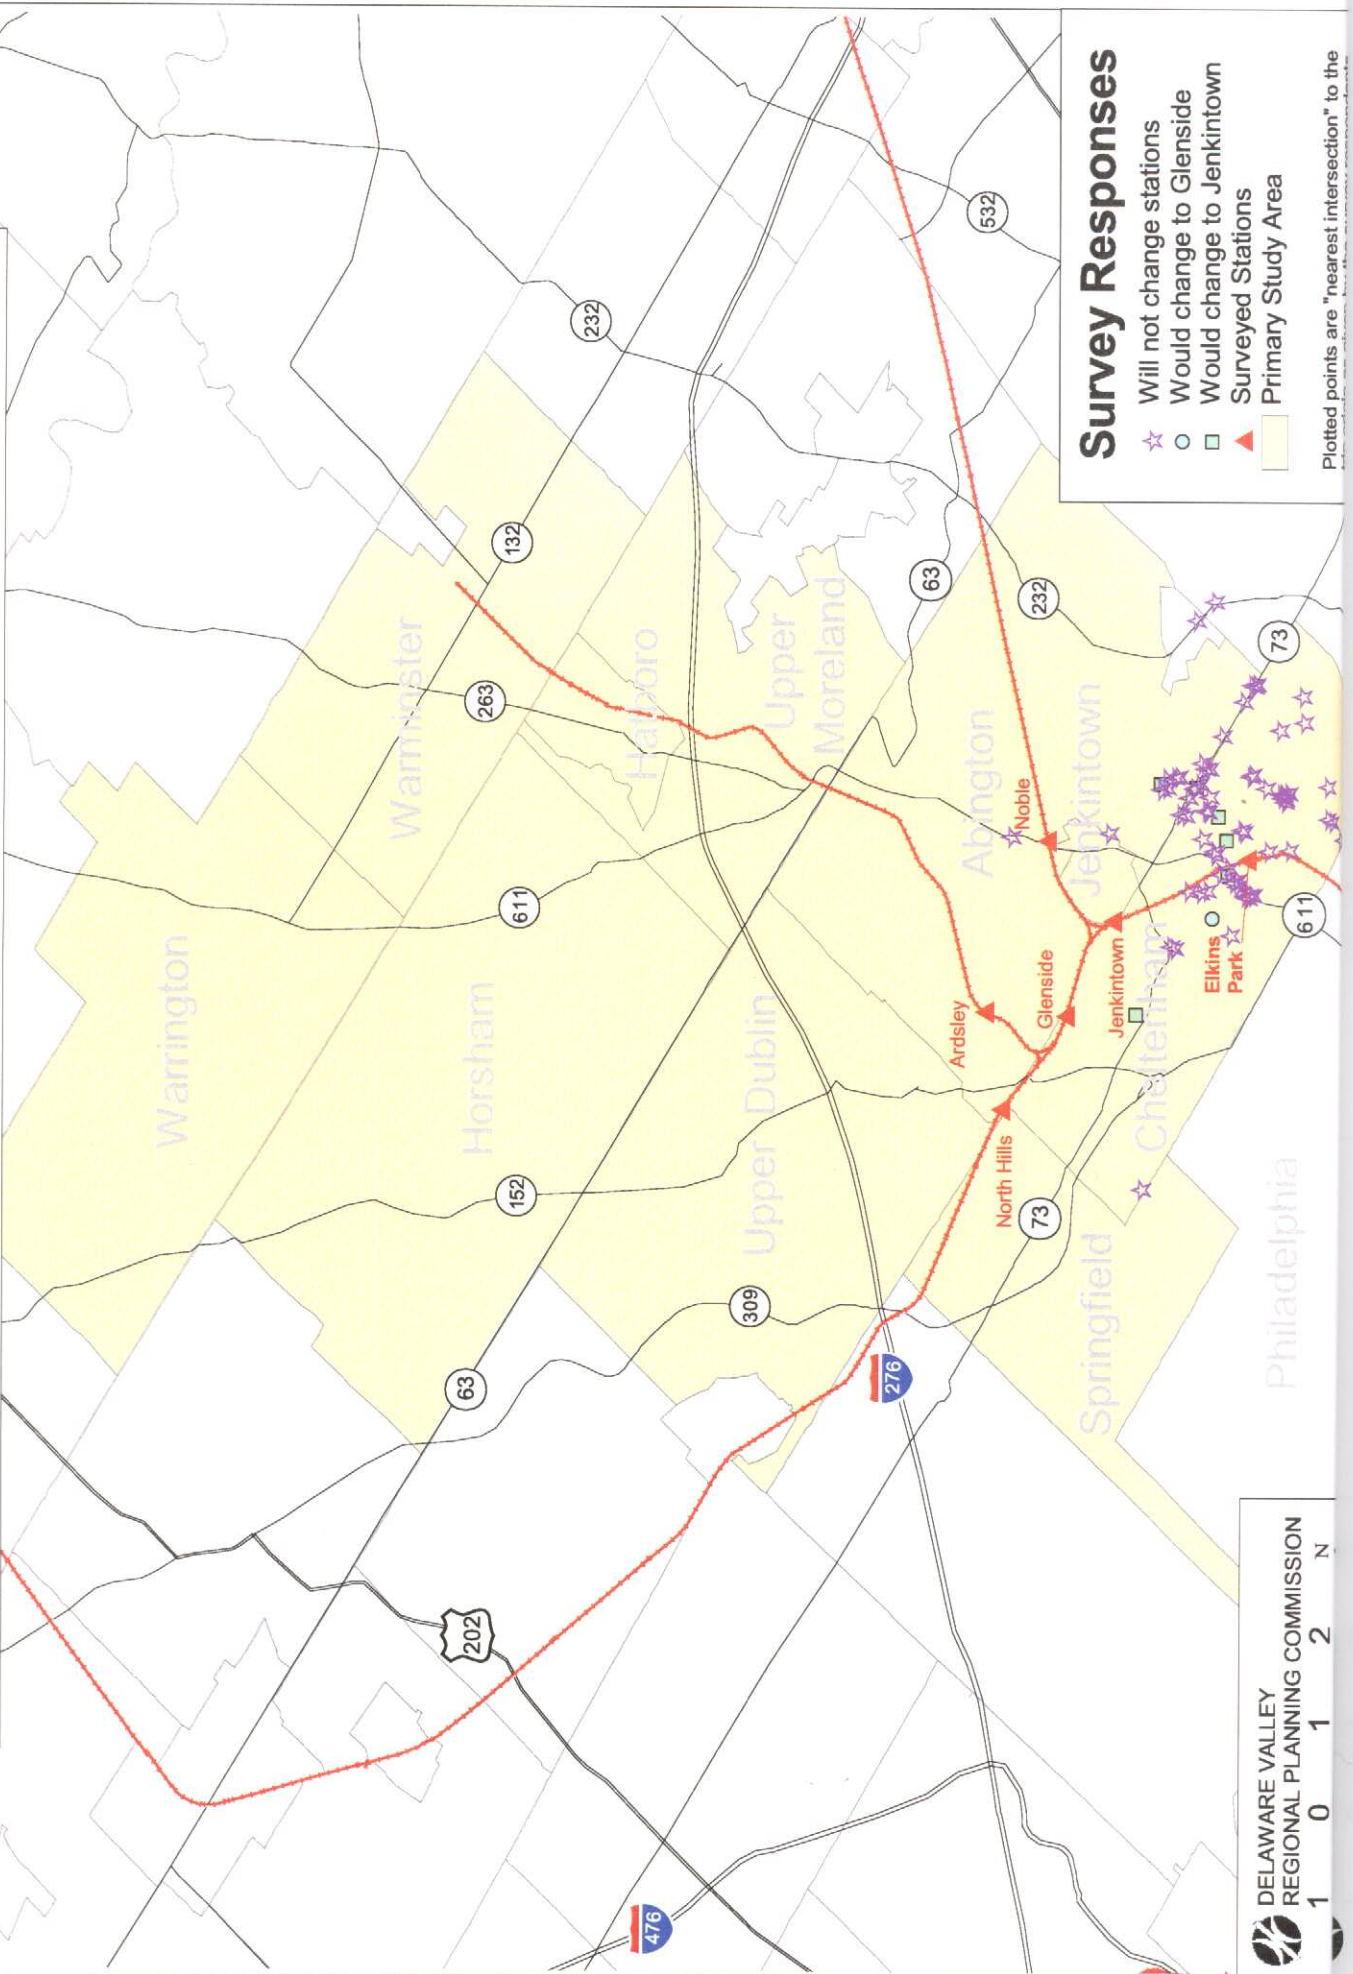 Survey Responses
Will not change stations
Would change to Glenside
Would change to Jenkintown
Surveyed Stations
Primary Study Area
Plotted points are "nearest intersection" to the
DELAWARE VALLEY
REGIONAL PLANNING COMMISSION
1 0 1 2
N
Warrington
Warminster
Horsham
Hatboro
Upper
Moreland
Upper Dublin
Abington
Jenkintown
Cheltenham
Springfield
Philadelphia
Noble
Ardsley
Glenside
Jenkintown
North Hills
Elkins
Park
232
532
132
263
63
232
73
611
611
152
309
73
63
276
202
476